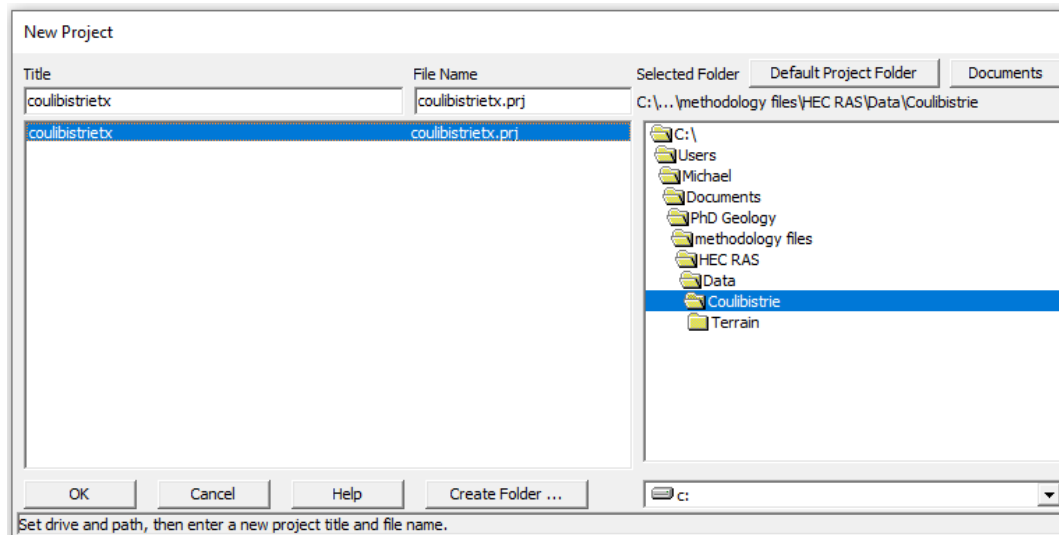 New Project
Title File Name Selected Folder Default Project Folder Documents
coulibistrietx coulibistrietx.prj C:\...\methodology files\HEC RAS\Data\Coulibistrie
coulibistrietx coulibistrietx.prj
C:\
Users
Michael
Documents
PhD Geology
methodology files
HEC RAS
Data
Coulibistrie
Terrain
OK Cancel Help Create Folder ... c:
Set drive and path, then enter a new project title and file name.